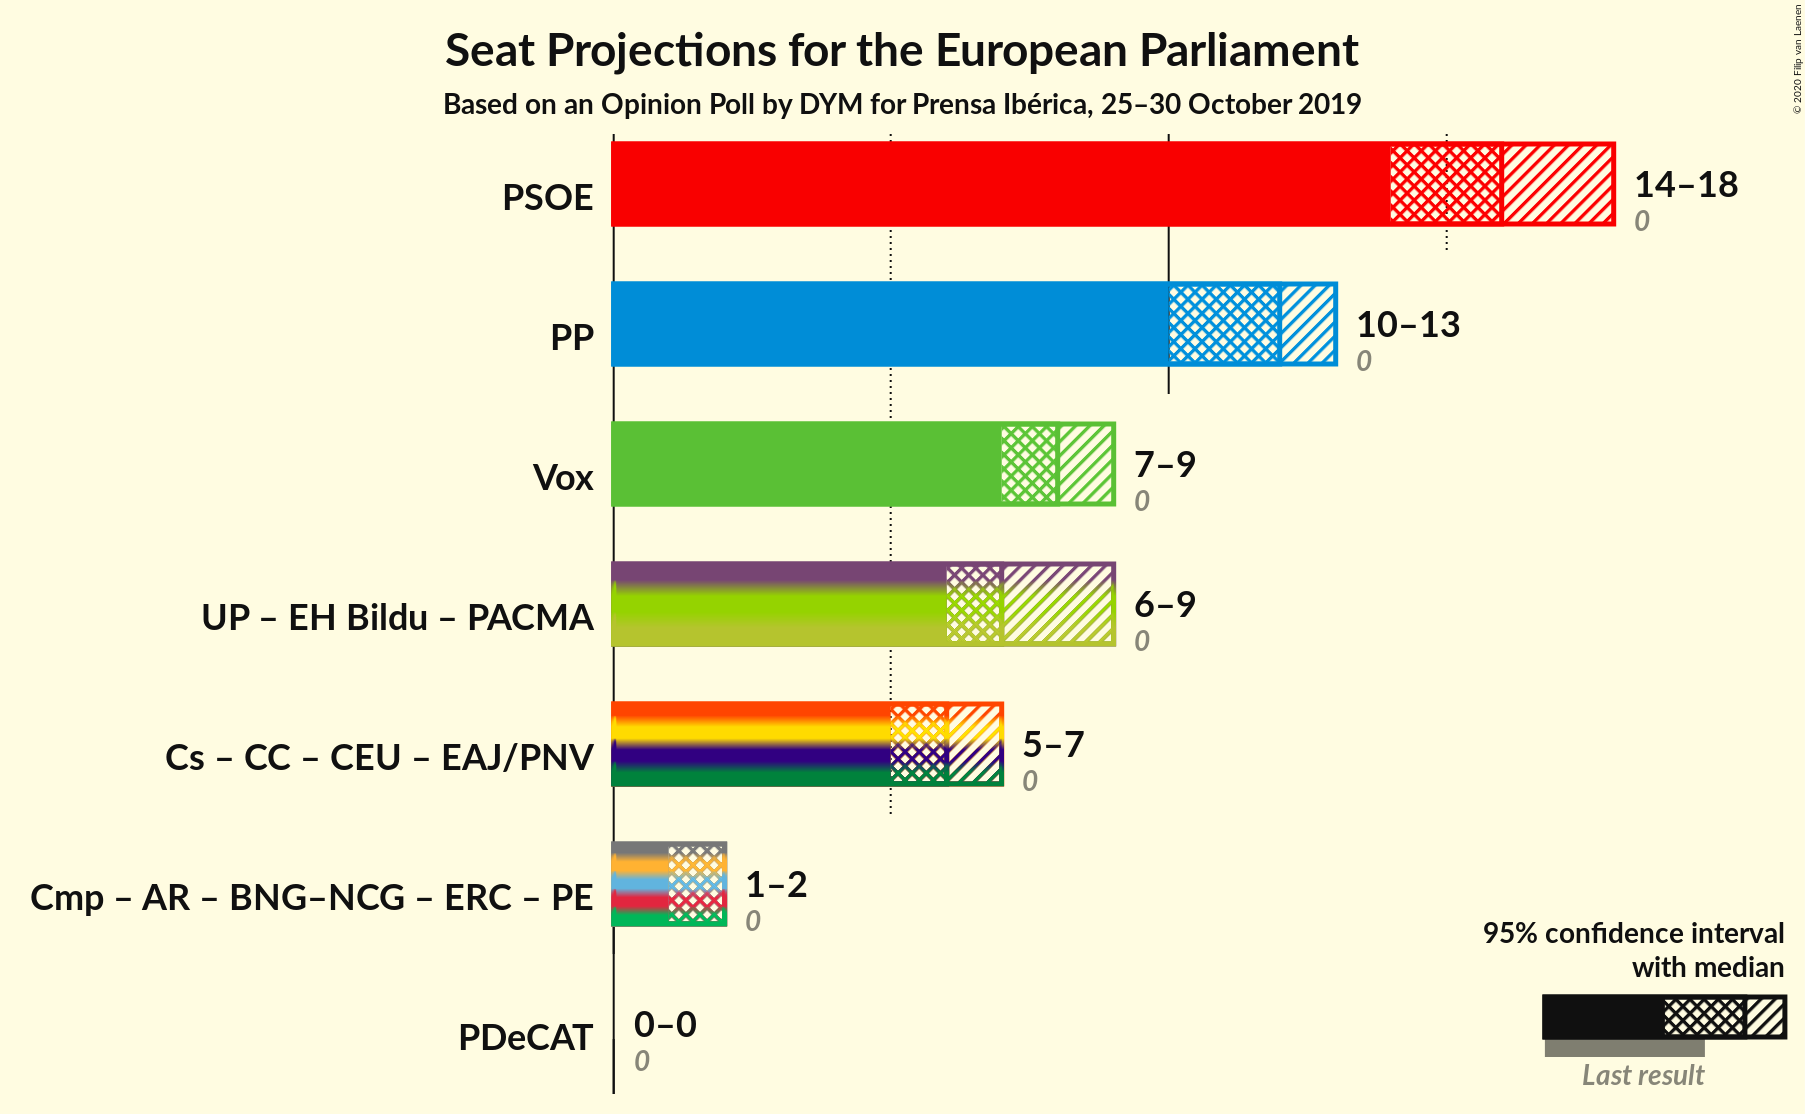 Seat Projections for the European Parliament
Based on an Opinion Poll by DYM for Prensa Ibérica, 25–30 October 2019
© 2020 Filip van Laenen
PSOE
14–18
0
PP
10–13
0
Vox
7–9
0
UP – EH Bildu – PACMA
6–9
0
Cs – CC – CEU – EAJ/PNV
5–7
0
Cmp – AR – BNG–NCG – ERC – PE
1–2
0
PDeCAT
0–0
0
95% confidence interval
with median
Last result